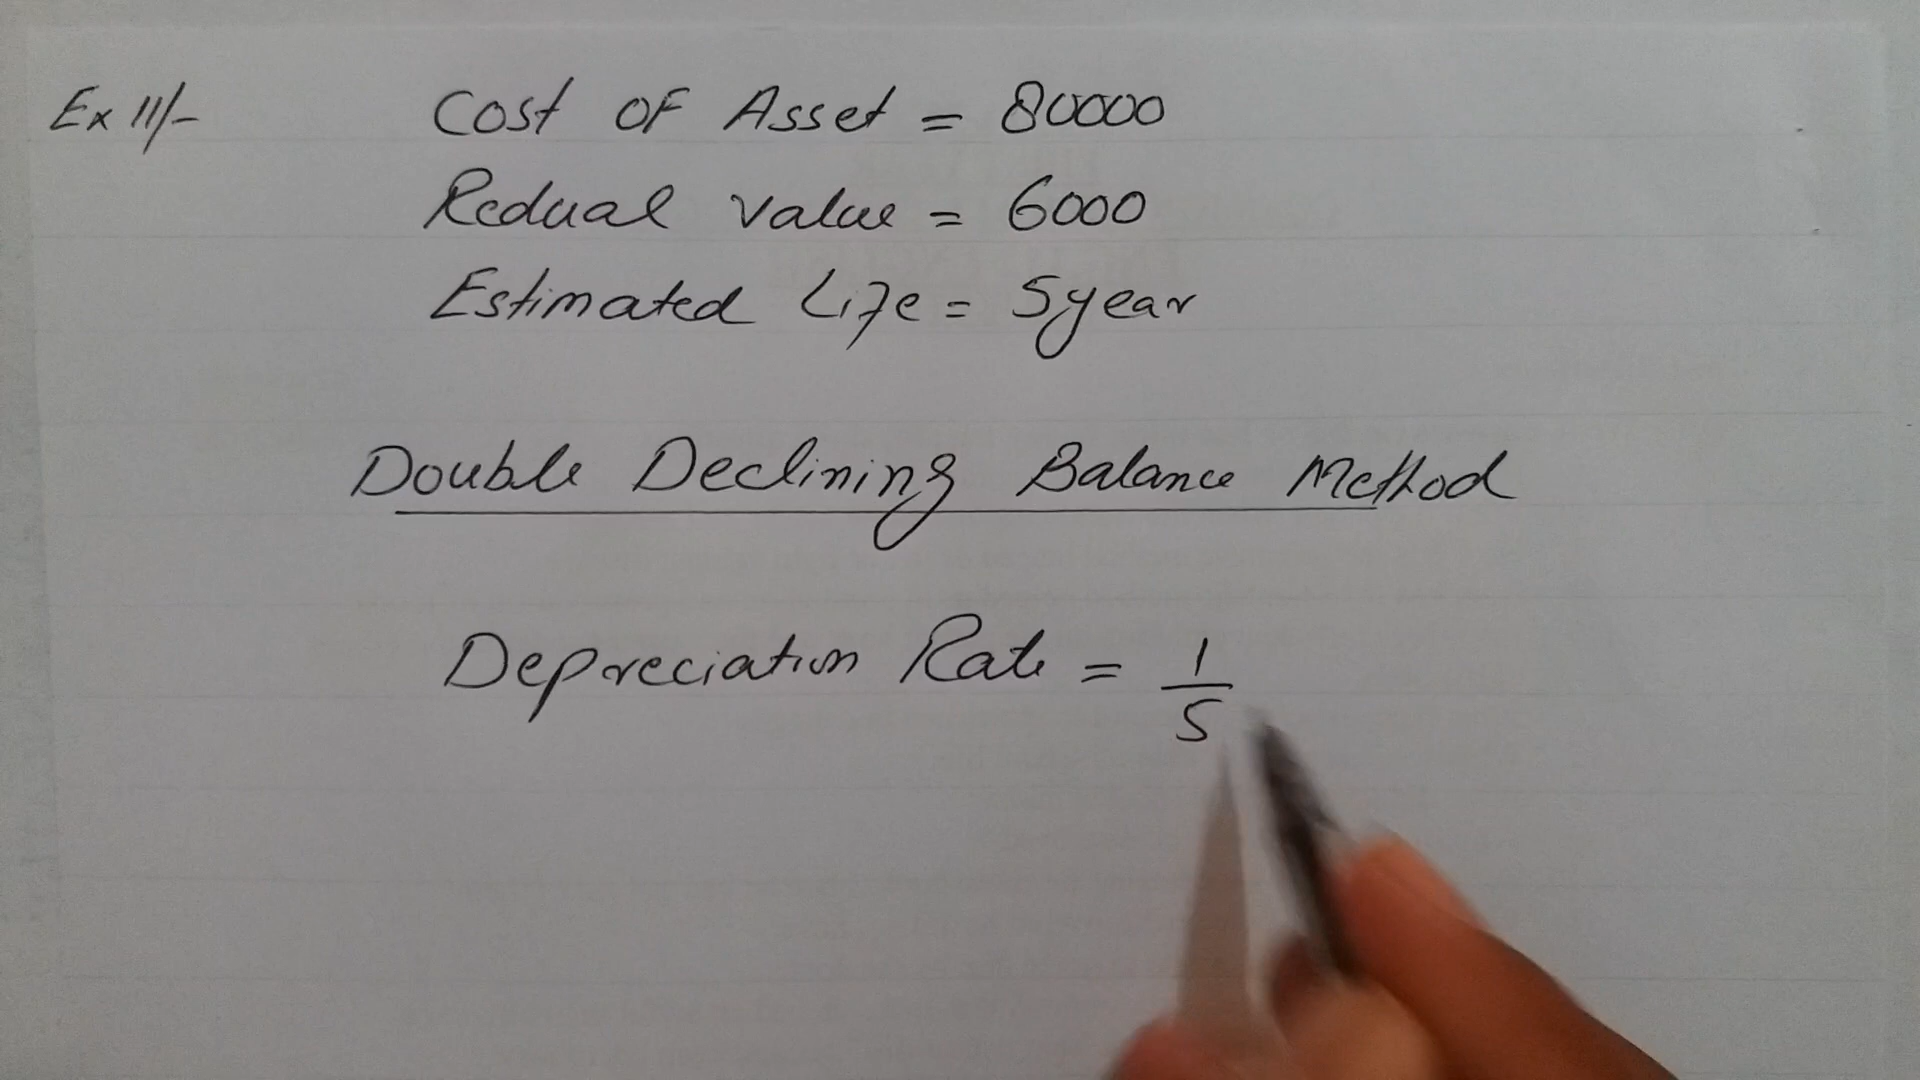 Ex 11/-
Cost of Asset = 80000
Redual value = 6000
Estimated Life = 5year
Double Declining Balance Method
Depreciation Rate = 1/5